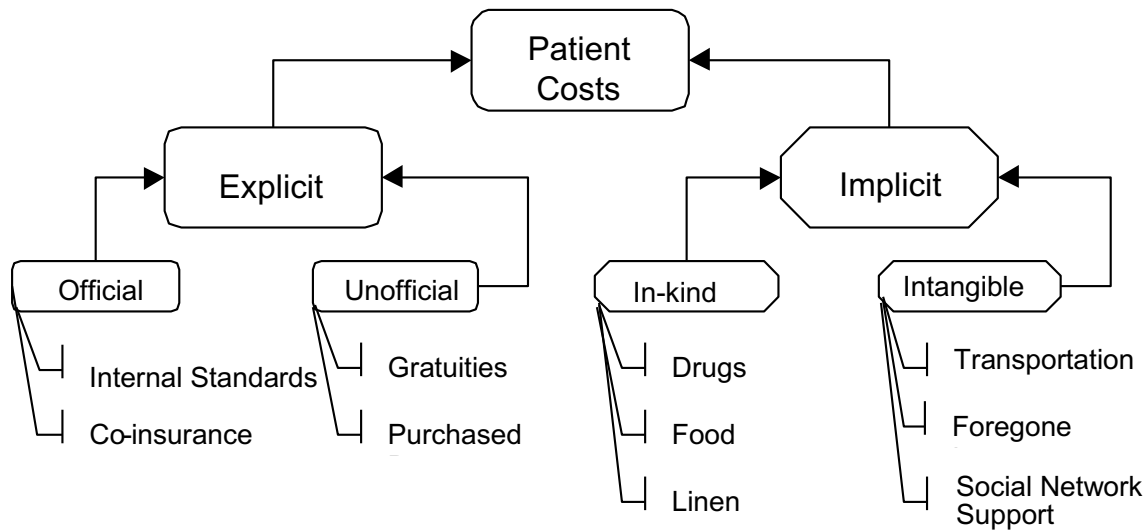 Patient
Costs
Explicit
Implicit
Official
Unofficial
In-kind
Intangible
Internal Standards
Co-insurance
Gratuities
Purchased
Drugs
Food
Linen
Transportation
Foregone
Social Network
Support